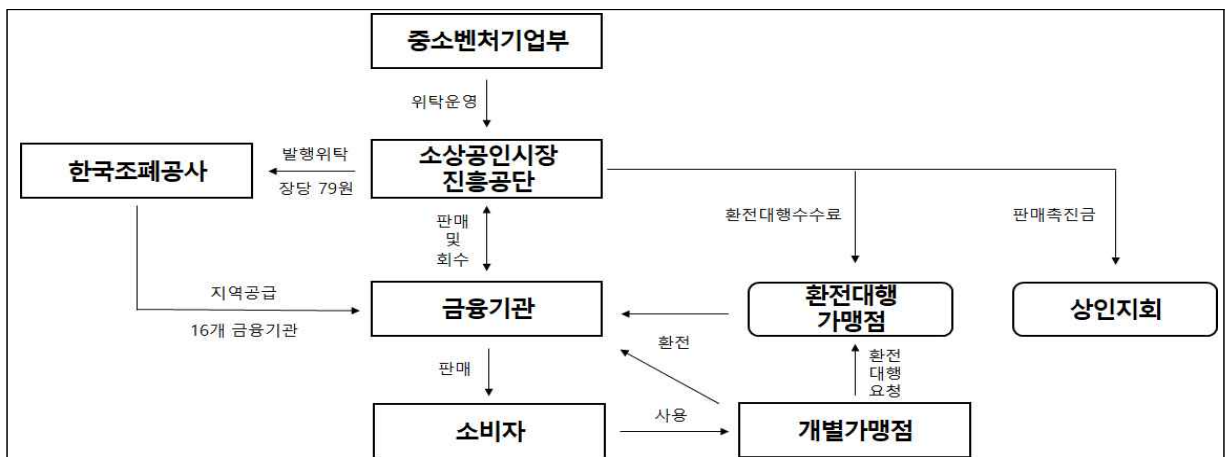 중소벤처기업부
위탁운영
한국조폐공사
발행위탁
장당 79원
소상공인시장
진흥공단
판매
및
회수
환전대행수수료
판매촉진금
지역공급
16개 금융기관
금융기관
환전대행
가맹점
상인지회
환전
판매
환전
대행
요청
소비자
사용
개별가맹점